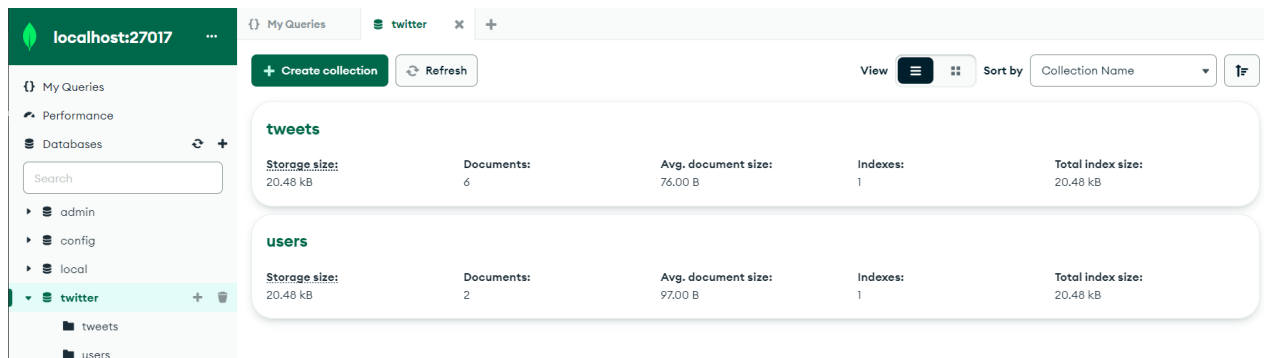 localhost:27017 ...
My Queries
Performance
Databases
Search
admin
config
local
twitter
tweets
users
{} My Queries
twitter
+ Create collection
Refresh
View
Sort by
Collection Name
tweets
Storage size: Documents: Avg. document size: Indexes: Total index size:
20.48 kB 6 76.00 B 1 20.48 kB
users
Storage size: Documents: Avg. document size: Indexes: Total index size:
20.48 kB 2 97.00 B 1 20.48 kB